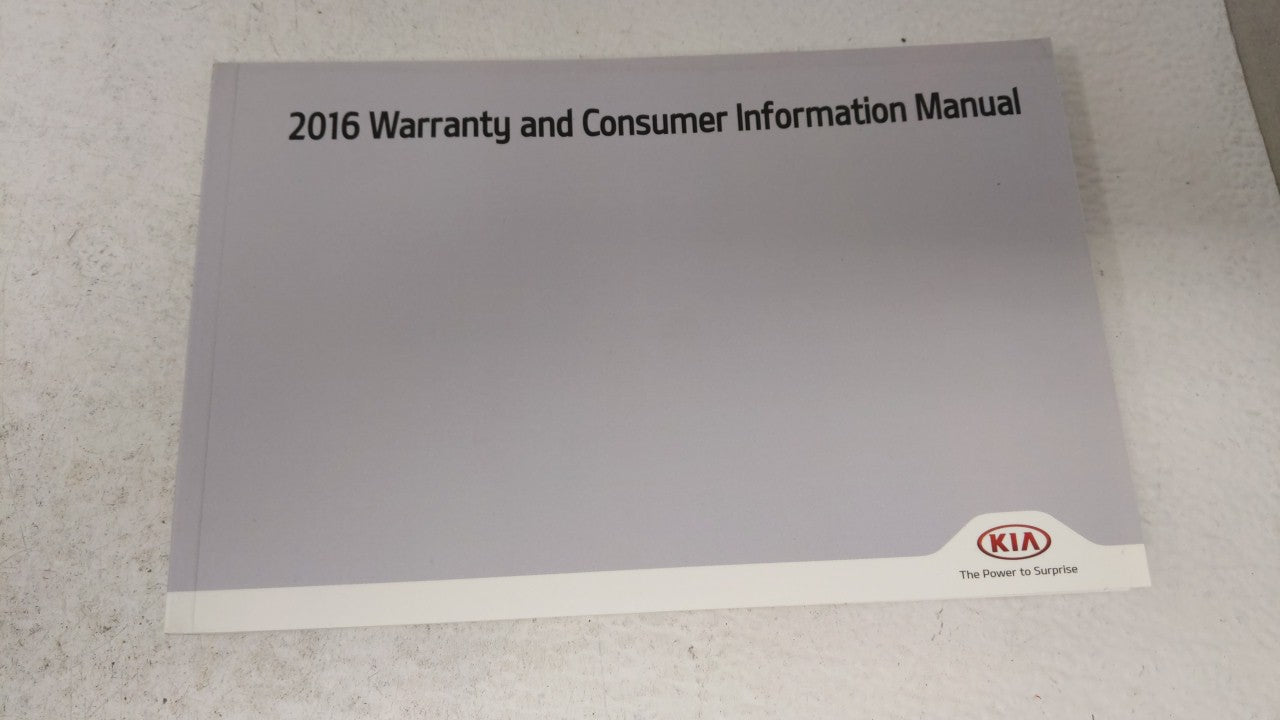 2016 Warranty and Consumer Information Manual
KIA
The Power to Surprise